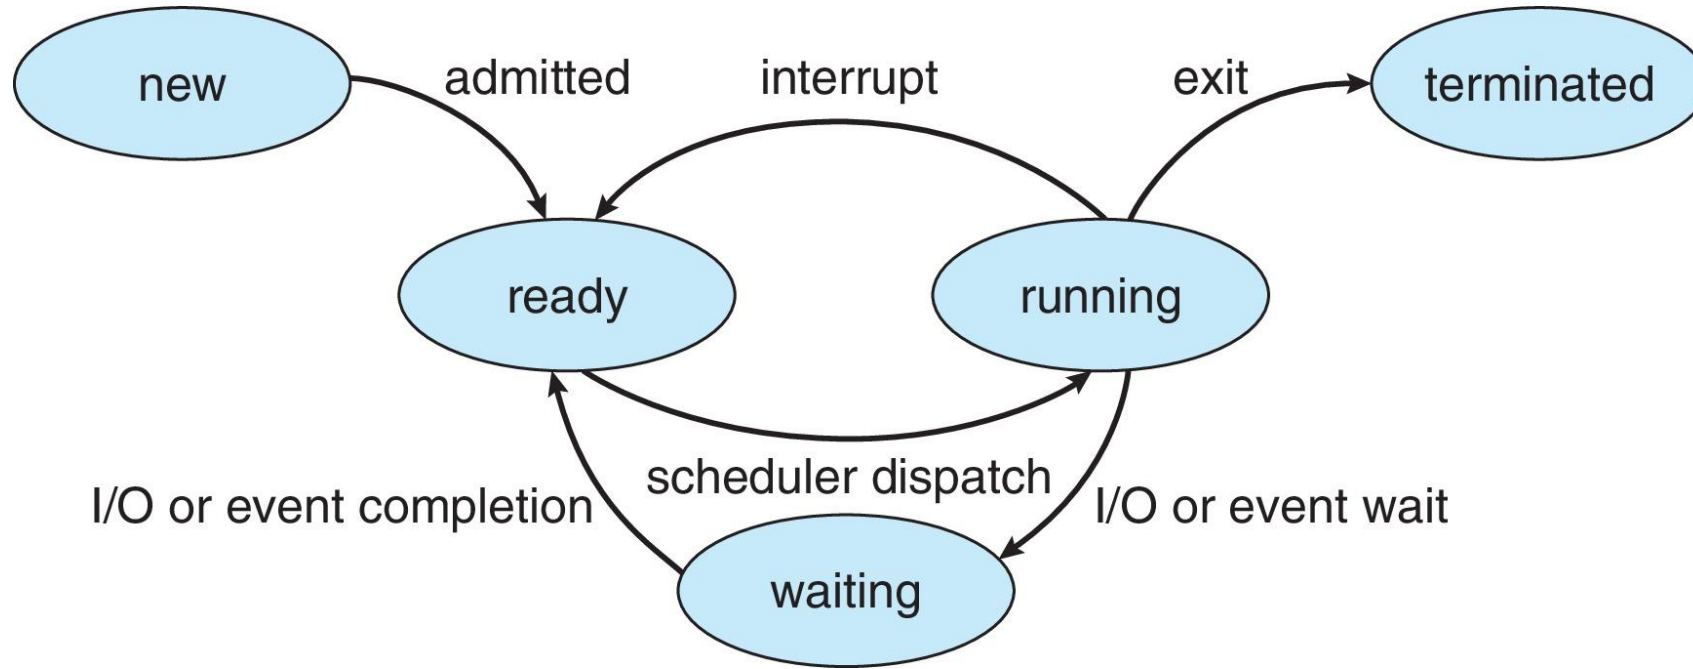 new
admitted
interrupt
exit
terminated
ready
running
scheduler dispatch
I/O or event completion
I/O or event wait
waiting